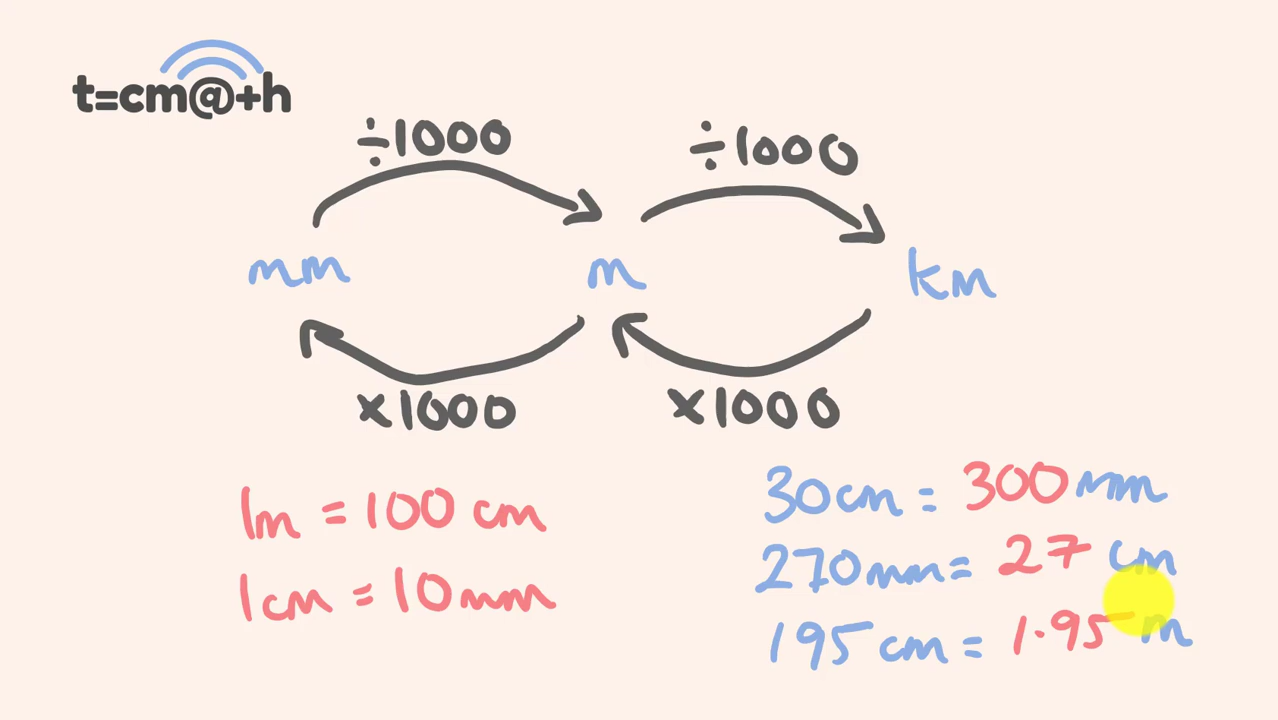 t=cm@+h
÷1000 ÷1000
mm m km
x1000 x1000
1m = 100 cm
1cm = 10mm
30cm = 300mm
270mm = 27 cm
195 cm = 1.95 m